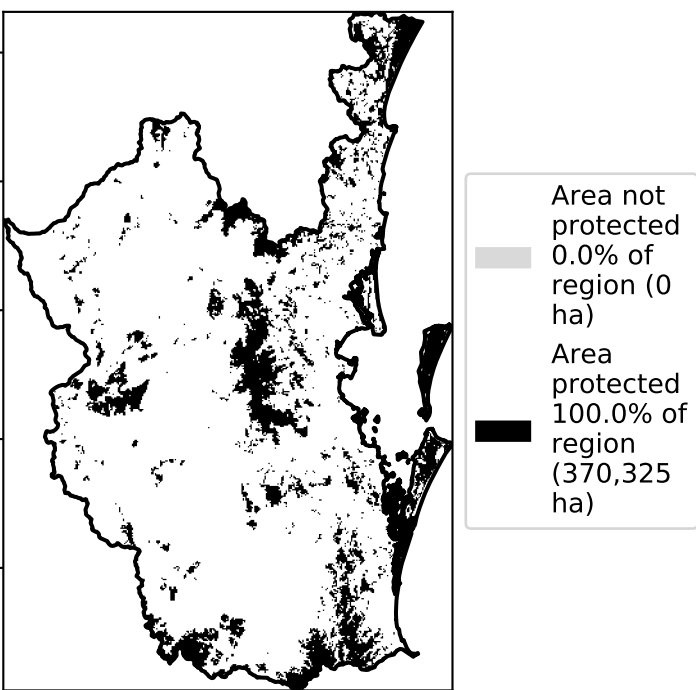 Area not
protected
0.0% of
region (0
ha)
Area
protected
100.0% of
region
(370,325
ha)